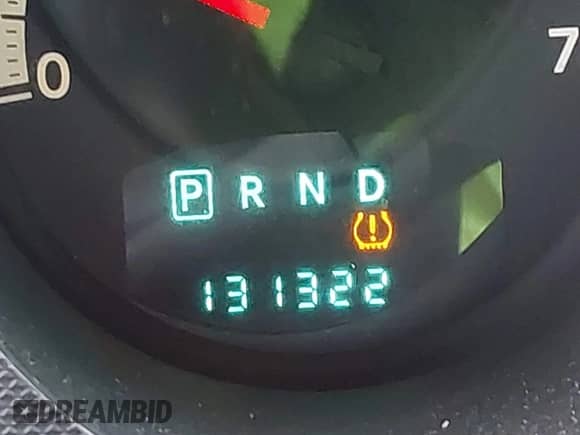 0
7
P R N D
131322
DREAMBID